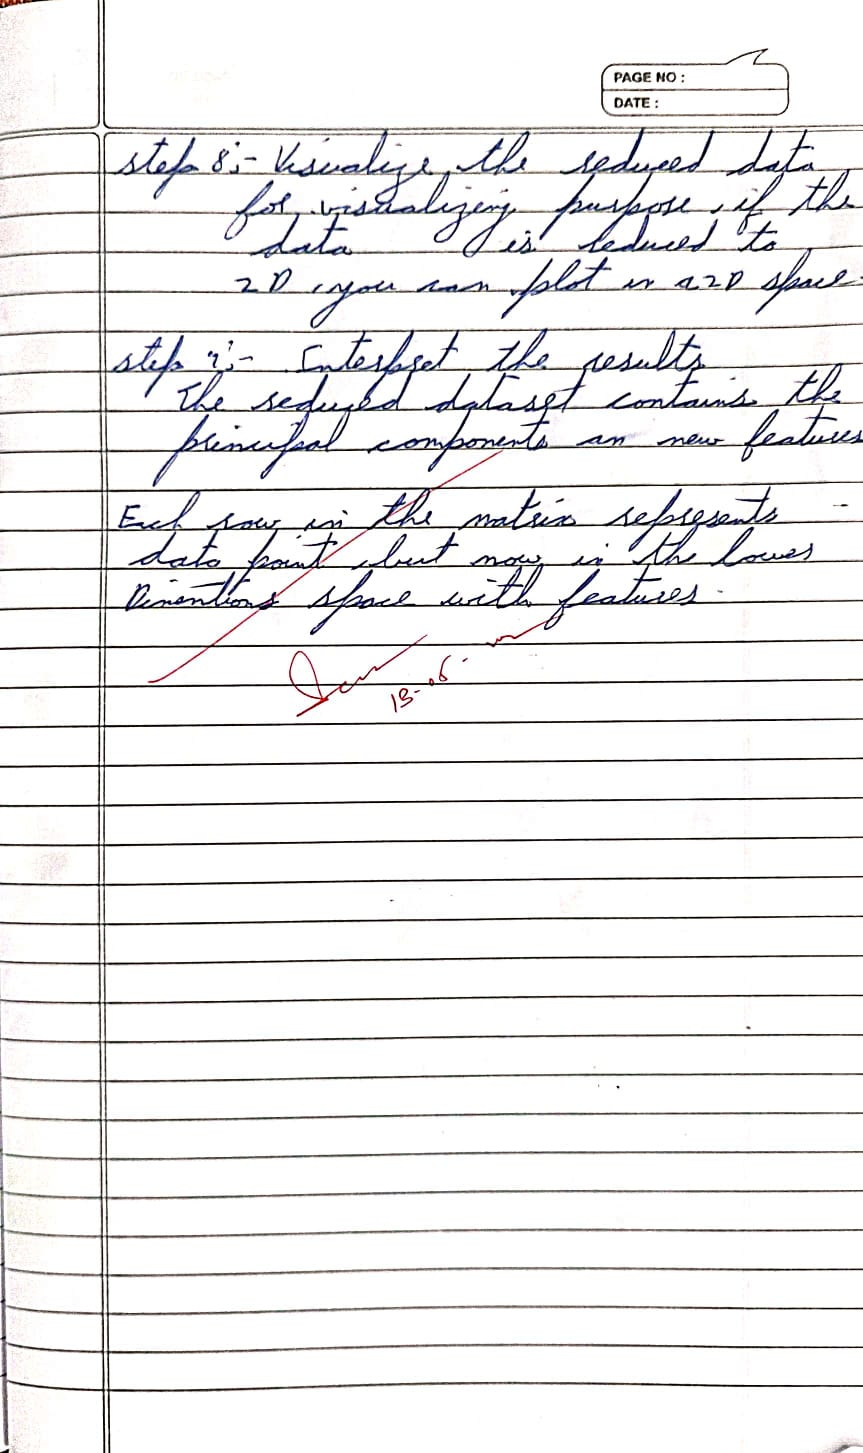 PAGE NO :
DATE :
step 8:- Visualize the reduced data
for visualizing purpose, if the
data is reduced to
2D, you can plot in a 2D space.
step 9:- Interpret the results
The reduced dataset contains the
principal components an new features
Each row in the matrix represents
data point, but now in the lower
Dimentions space with features.